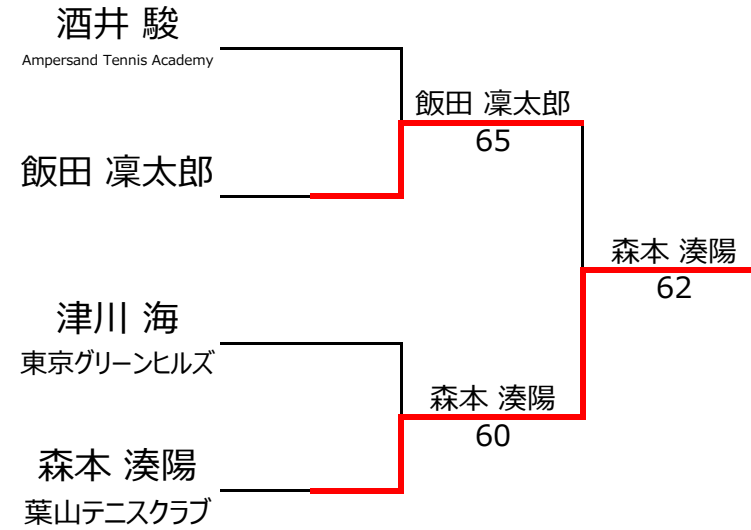 酒井 駿
Ampersand Tennis Academy
飯田 凜太郎
65
飯田 凜太郎
森本 湊陽
62
津川 海
東京グリーンヒルズ
森本 湊陽
60
森本 湊陽
葉山テニスクラブ